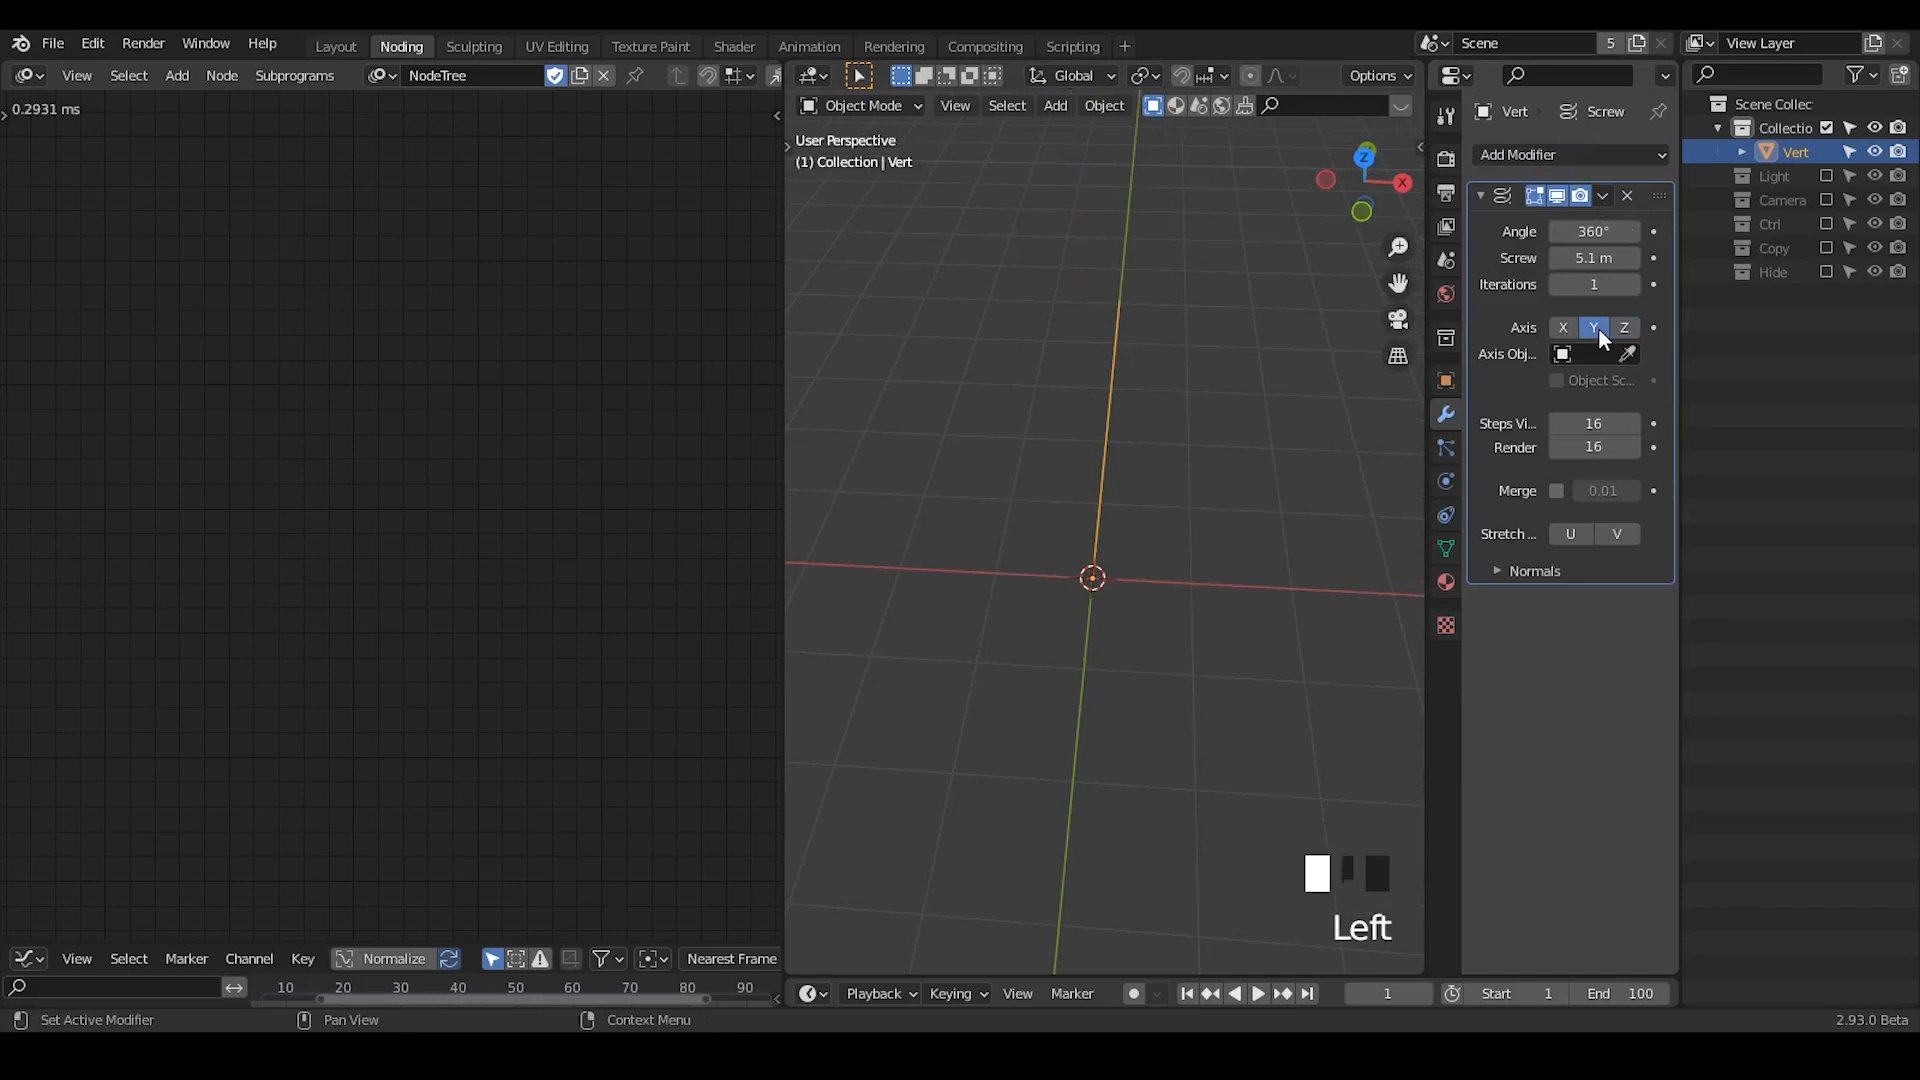 File Edit Render Window Help Layout Noding Sculpting UV Editing Texture Paint Shader Animation Rendering Compositing Scripting Scene 5 View Layer
View Select Add Node Subprograms NodeTree Global Options
0.2931 ms
Object Mode View Select Add Object
User Perspective
(1) Collection | Vert
Z
X
Vert Screw
Add Modifier
Angle 360°
Screw 5.1 m
Iterations 1
Axis X Y Z
Axis Obj...
Object Sc...
Steps Vi... 16
Render 16
Merge 0.01
Stretch ... U V
Normals
Scene Collec
Collectio
Vert
Light
Camera
Ctrl
Copy
Hide
Left
View Select Marker Channel Key Normalize Nearest Frame
10 20 30 40 50 60 70 80 90
Playback Keying View Marker 1 Start 1 End 100
Set Active Modifier Pan View Context Menu 2.93.0 Beta